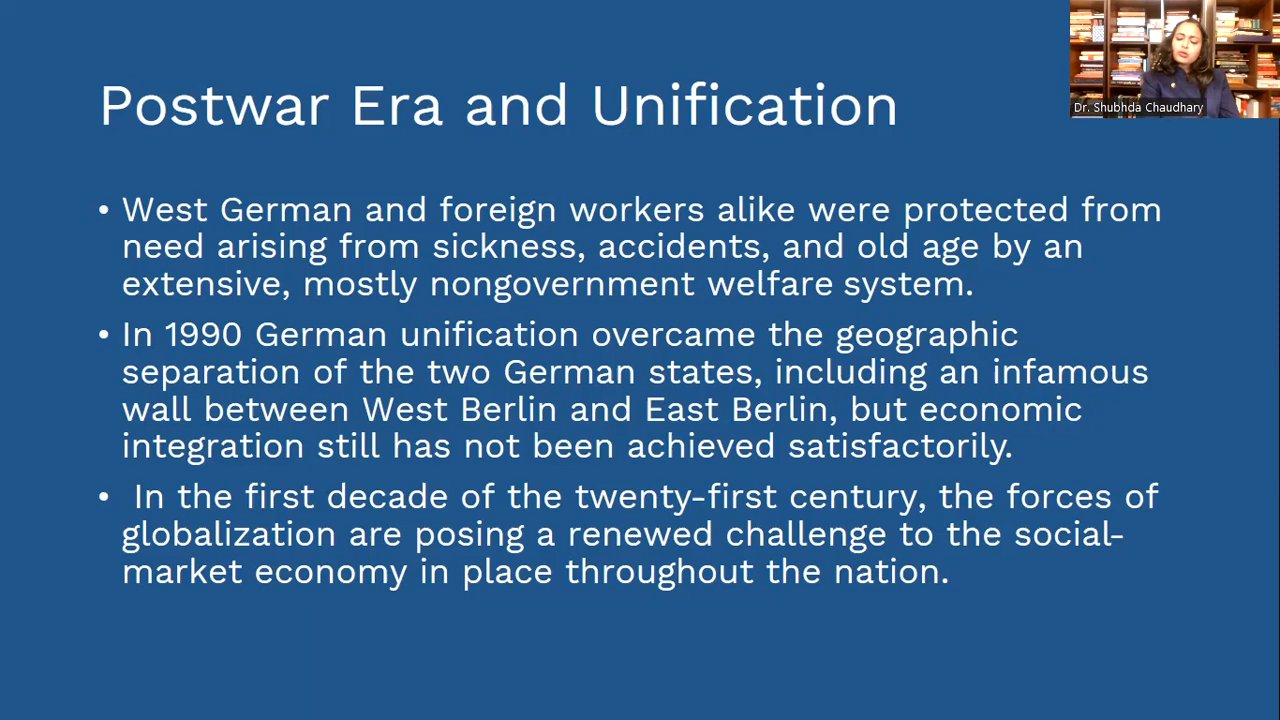 Dr. Shubhda Chaudhary
Postwar Era and Unification
• West German and foreign workers alike were protected from
need arising from sickness, accidents, and old age by an
extensive, mostly nongovernment welfare system.
• In 1990 German unification overcame the geographic
separation of the two German states, including an infamous
wall between West Berlin and East Berlin, but economic
integration still has not been achieved satisfactorily.
• In the first decade of the twenty-first century, the forces of
globalization are posing a renewed challenge to the social-
market economy in place throughout the nation.